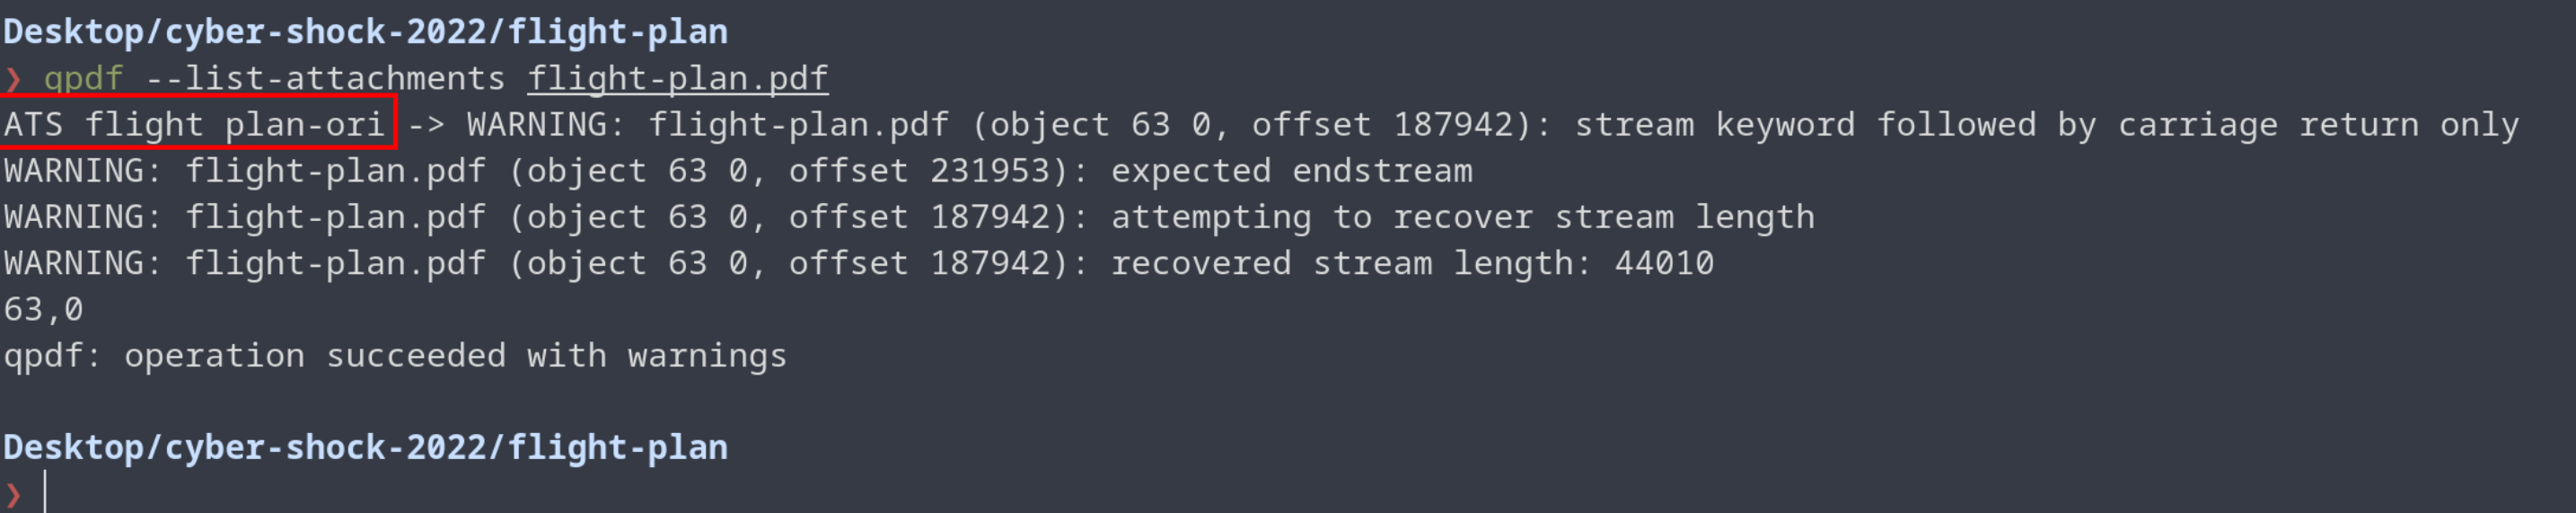 Desktop/cyber-shock-2022/flight-plan
❯ qpdf --list-attachments flight-plan.pdf
ATS flight plan-ori -> WARNING: flight-plan.pdf (object 63 0, offset 187942): stream keyword followed by carriage return only
WARNING: flight-plan.pdf (object 63 0, offset 231953): expected endstream
WARNING: flight-plan.pdf (object 63 0, offset 187942): attempting to recover stream length
WARNING: flight-plan.pdf (object 63 0, offset 187942): recovered stream length: 44010
63,0
qpdf: operation succeeded with warnings
Desktop/cyber-shock-2022/flight-plan
❯